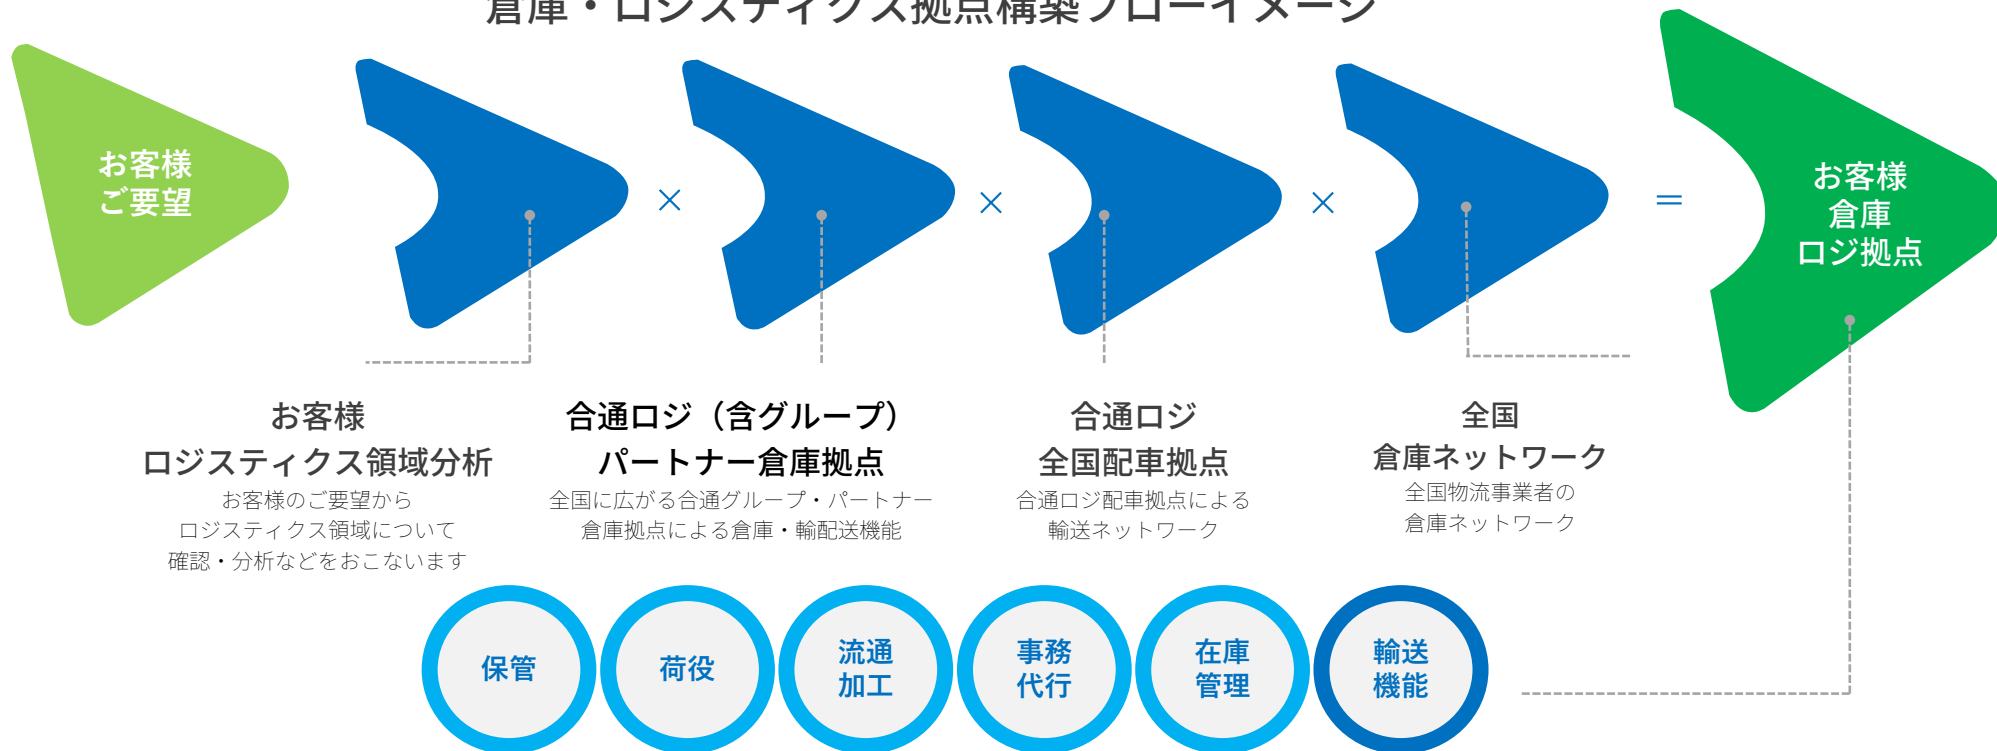 倉庫・ロジスティクス拠点構築フローイメージ
お客様
ご要望
×
×
×
＝
お客様
倉庫
ロジ拠点
お客様
ロジスティクス領域分析
お客様のご要望から
ロジスティクス領域について
確認・分析などをおこないます
合通ロジ（含グループ）
パートナー倉庫拠点
全国に広がる合通グループ・パートナー
倉庫拠点による倉庫・輸配送機能
合通ロジ
全国配車拠点
合通ロジ配車拠点による
輸送ネットワーク
全国
倉庫ネットワーク
全国物流事業者の
倉庫ネットワーク
保管
荷役
流通
加工
事務
代行
在庫
管理
輸送
機能